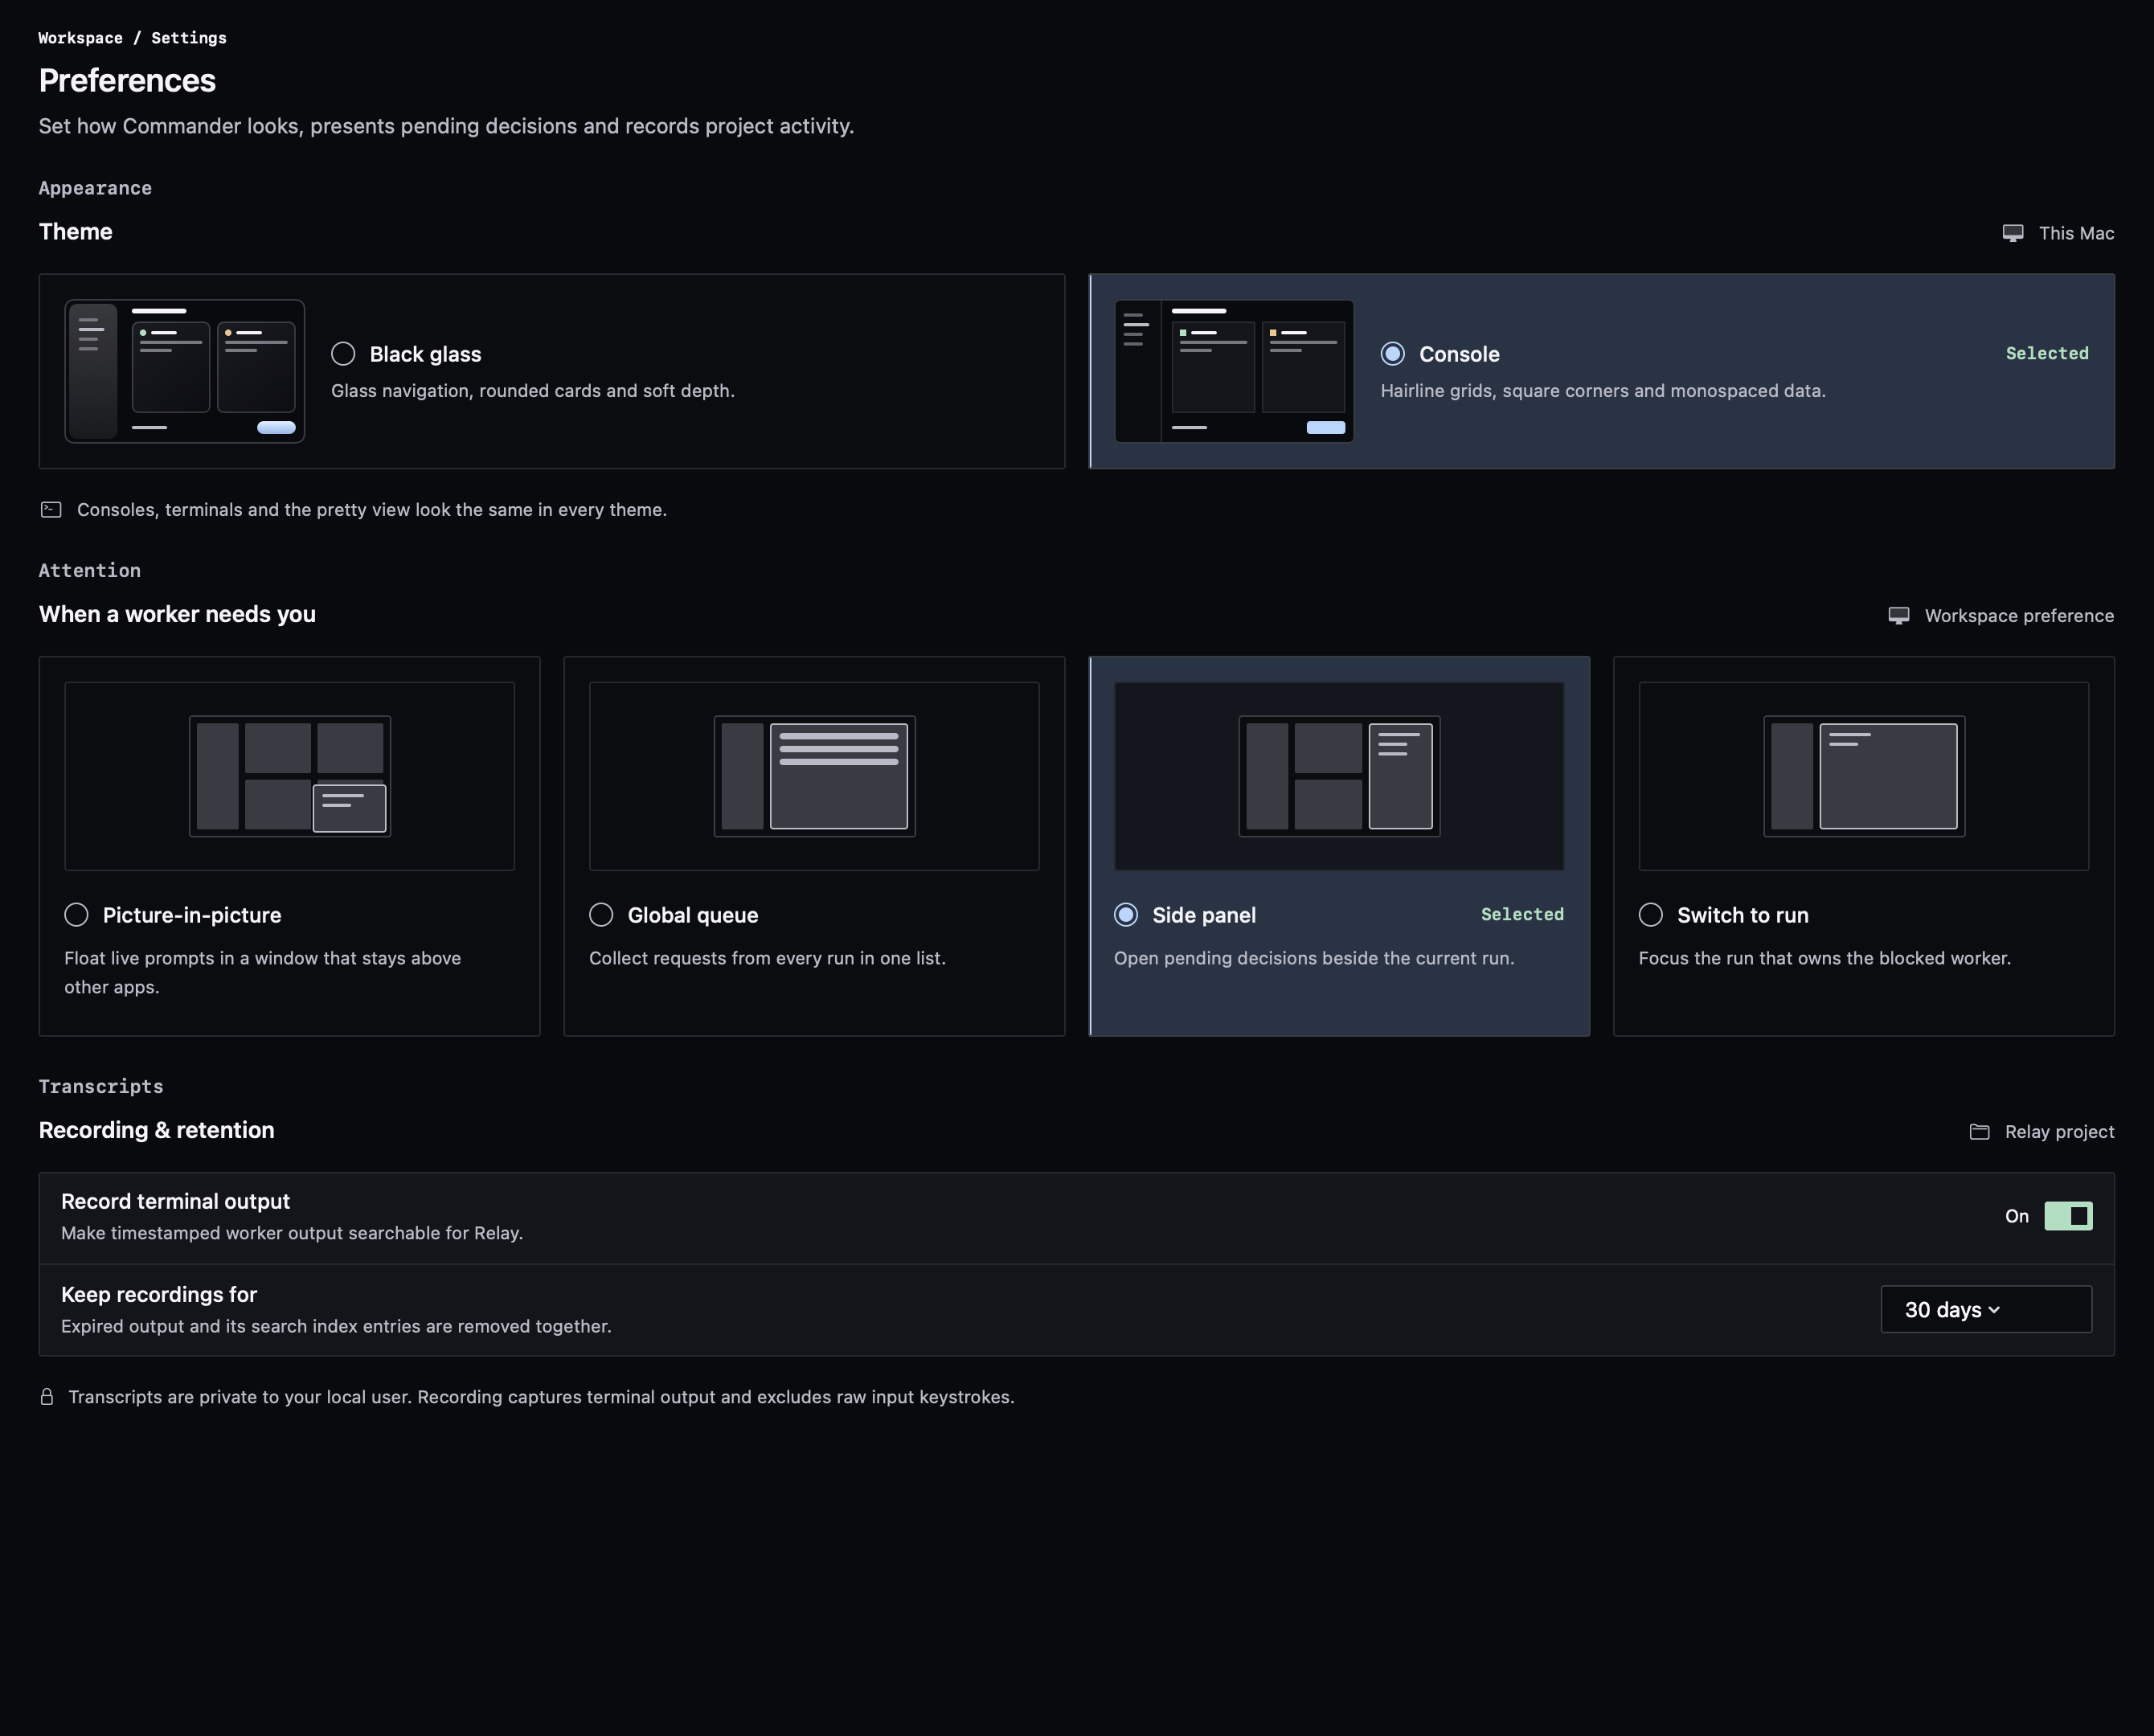 Workspace / Settings
Preferences
Set how Commander looks, presents pending decisions and records project activity.
Appearance
Theme
This Mac
Black glass
Glass navigation, rounded cards and soft depth.
Console
Selected
Hairline grids, square corners and monospaced data.
Consoles, terminals and the pretty view look the same in every theme.
Attention
When a worker needs you
Workspace preference
Picture-in-picture
Float live prompts in a window that stays above
other apps.
Global queue
Collect requests from every run in one list.
Side panel
Selected
Open pending decisions beside the current run.
Switch to run
Focus the run that owns the blocked worker.
Transcripts
Recording & retention
Relay project
Record terminal output
Make timestamped worker output searchable for Relay.
On
Keep recordings for
Expired output and its search index entries are removed together.
30 days
Transcripts are private to your local user. Recording captures terminal output and excludes raw input keystrokes.